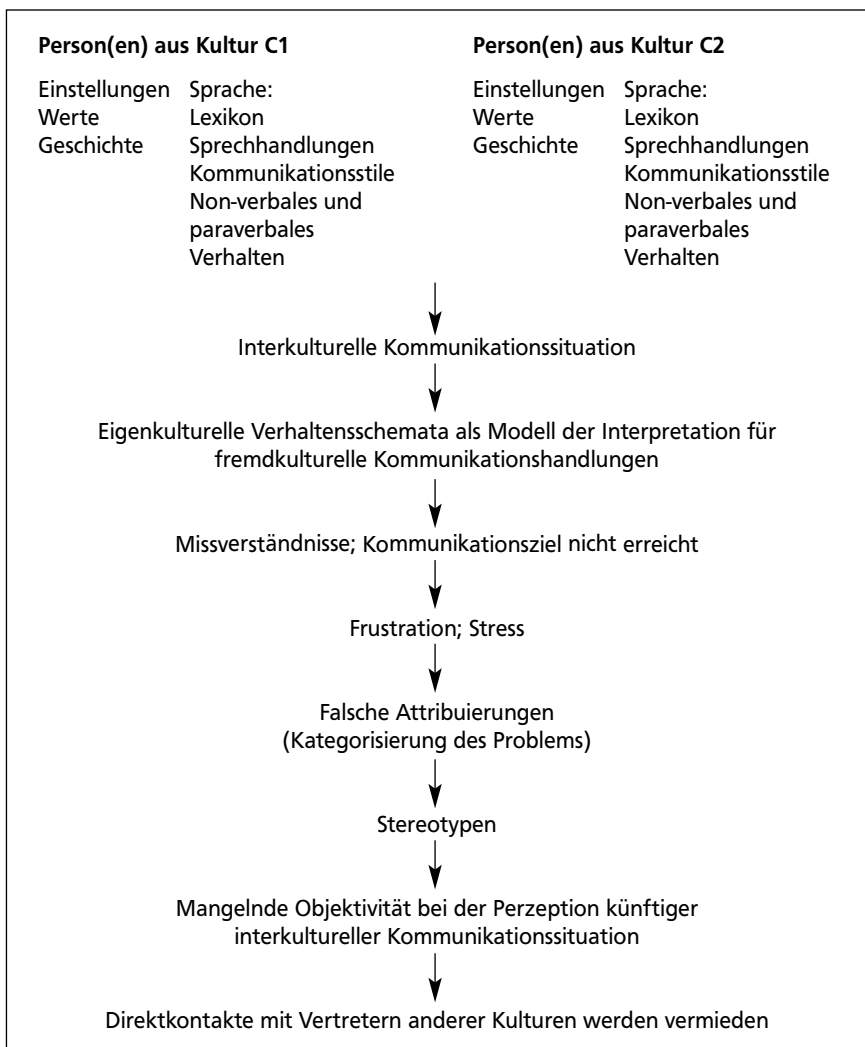 Person(en) aus Kultur C1
Einstellungen Sprache:
Werte Lexikon
Geschichte Sprechhandlungen
Kommunikationsstile
Non-verbales und
paraverbales
Verhalten
Person(en) aus Kultur C2
Einstellungen Sprache:
Werte Lexikon
Geschichte Sprechhandlungen
Kommunikationsstile
Non-verbales und
paraverbales
Verhalten
Interkulturelle Kommunikationssituation
Eigenkulturelle Verhaltensschemata als Modell der Interpretation für
fremdkulturelle Kommunikationshandlungen
Missverständnisse; Kommunikationsziel nicht erreicht
Frustration; Stress
Falsche Attribuierungen
(Kategorisierung des Problems)
Stereotypen
Mangelnde Objektivität bei der Perzeption künftiger
interkultureller Kommunikationssituation
Direktkontakte mit Vertretern anderer Kulturen werden vermieden